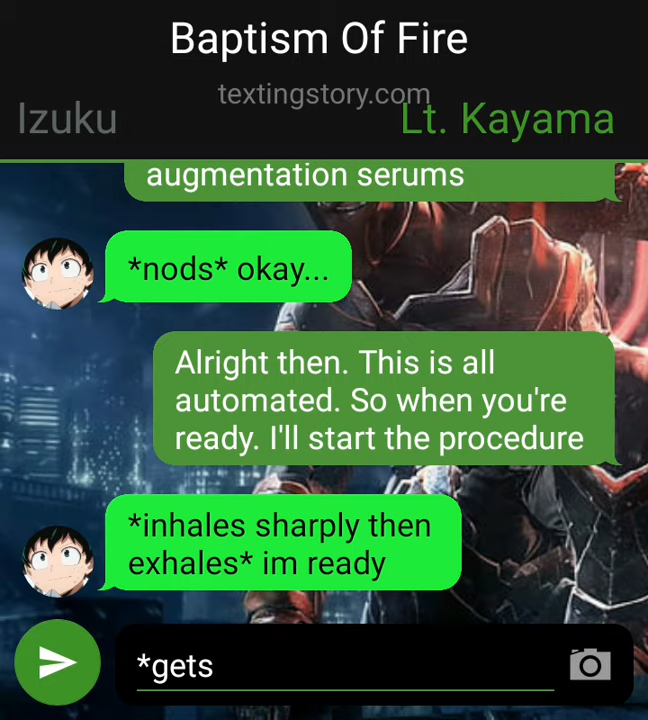 Baptism Of Fire
textingstory.com
Izuku
Lt. Kayama
augmentation serums
*nods* okay...
Alright then. This is all
automated. So when you're
ready. I'll start the procedure
*inhales sharply then
exhales* im ready
*gets